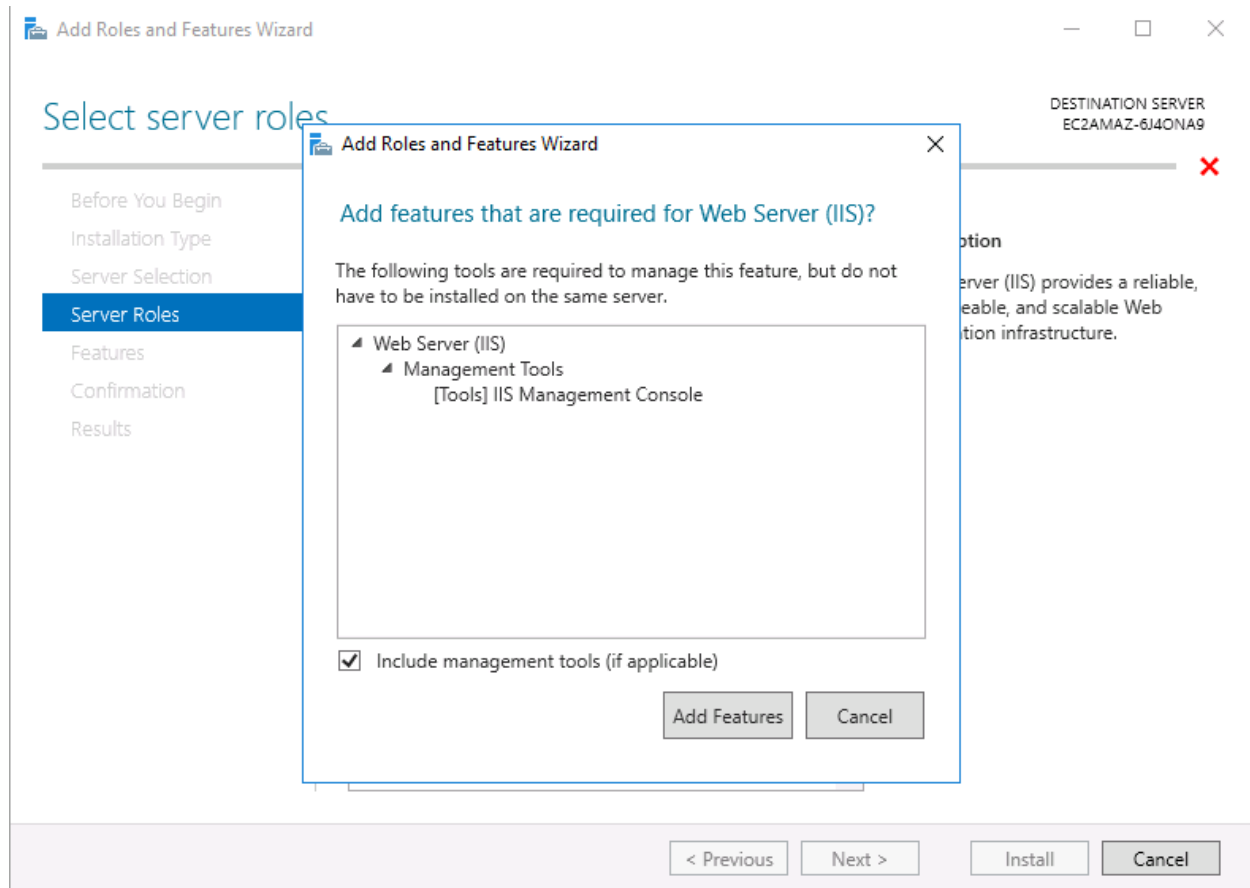 Add Roles and Features Wizard
Select server roles
DESTINATION SERVER
EC2AMAZ-6J4ONA9
Before You Begin
Installation Type
Server Selection
Server Roles
Features
Confirmation
Results
Add Roles and Features Wizard
Add features that are required for Web Server (IIS)?
The following tools are required to manage this feature, but do not
have to be installed on the same server.
Web Server (IIS)
Management Tools
[Tools] IIS Management Console
Include management tools (if applicable)
Add Features
Cancel
(IIS) provides a reliable,
and scalable Web
infrastructure.
< Previous
Next >
Install
Cancel